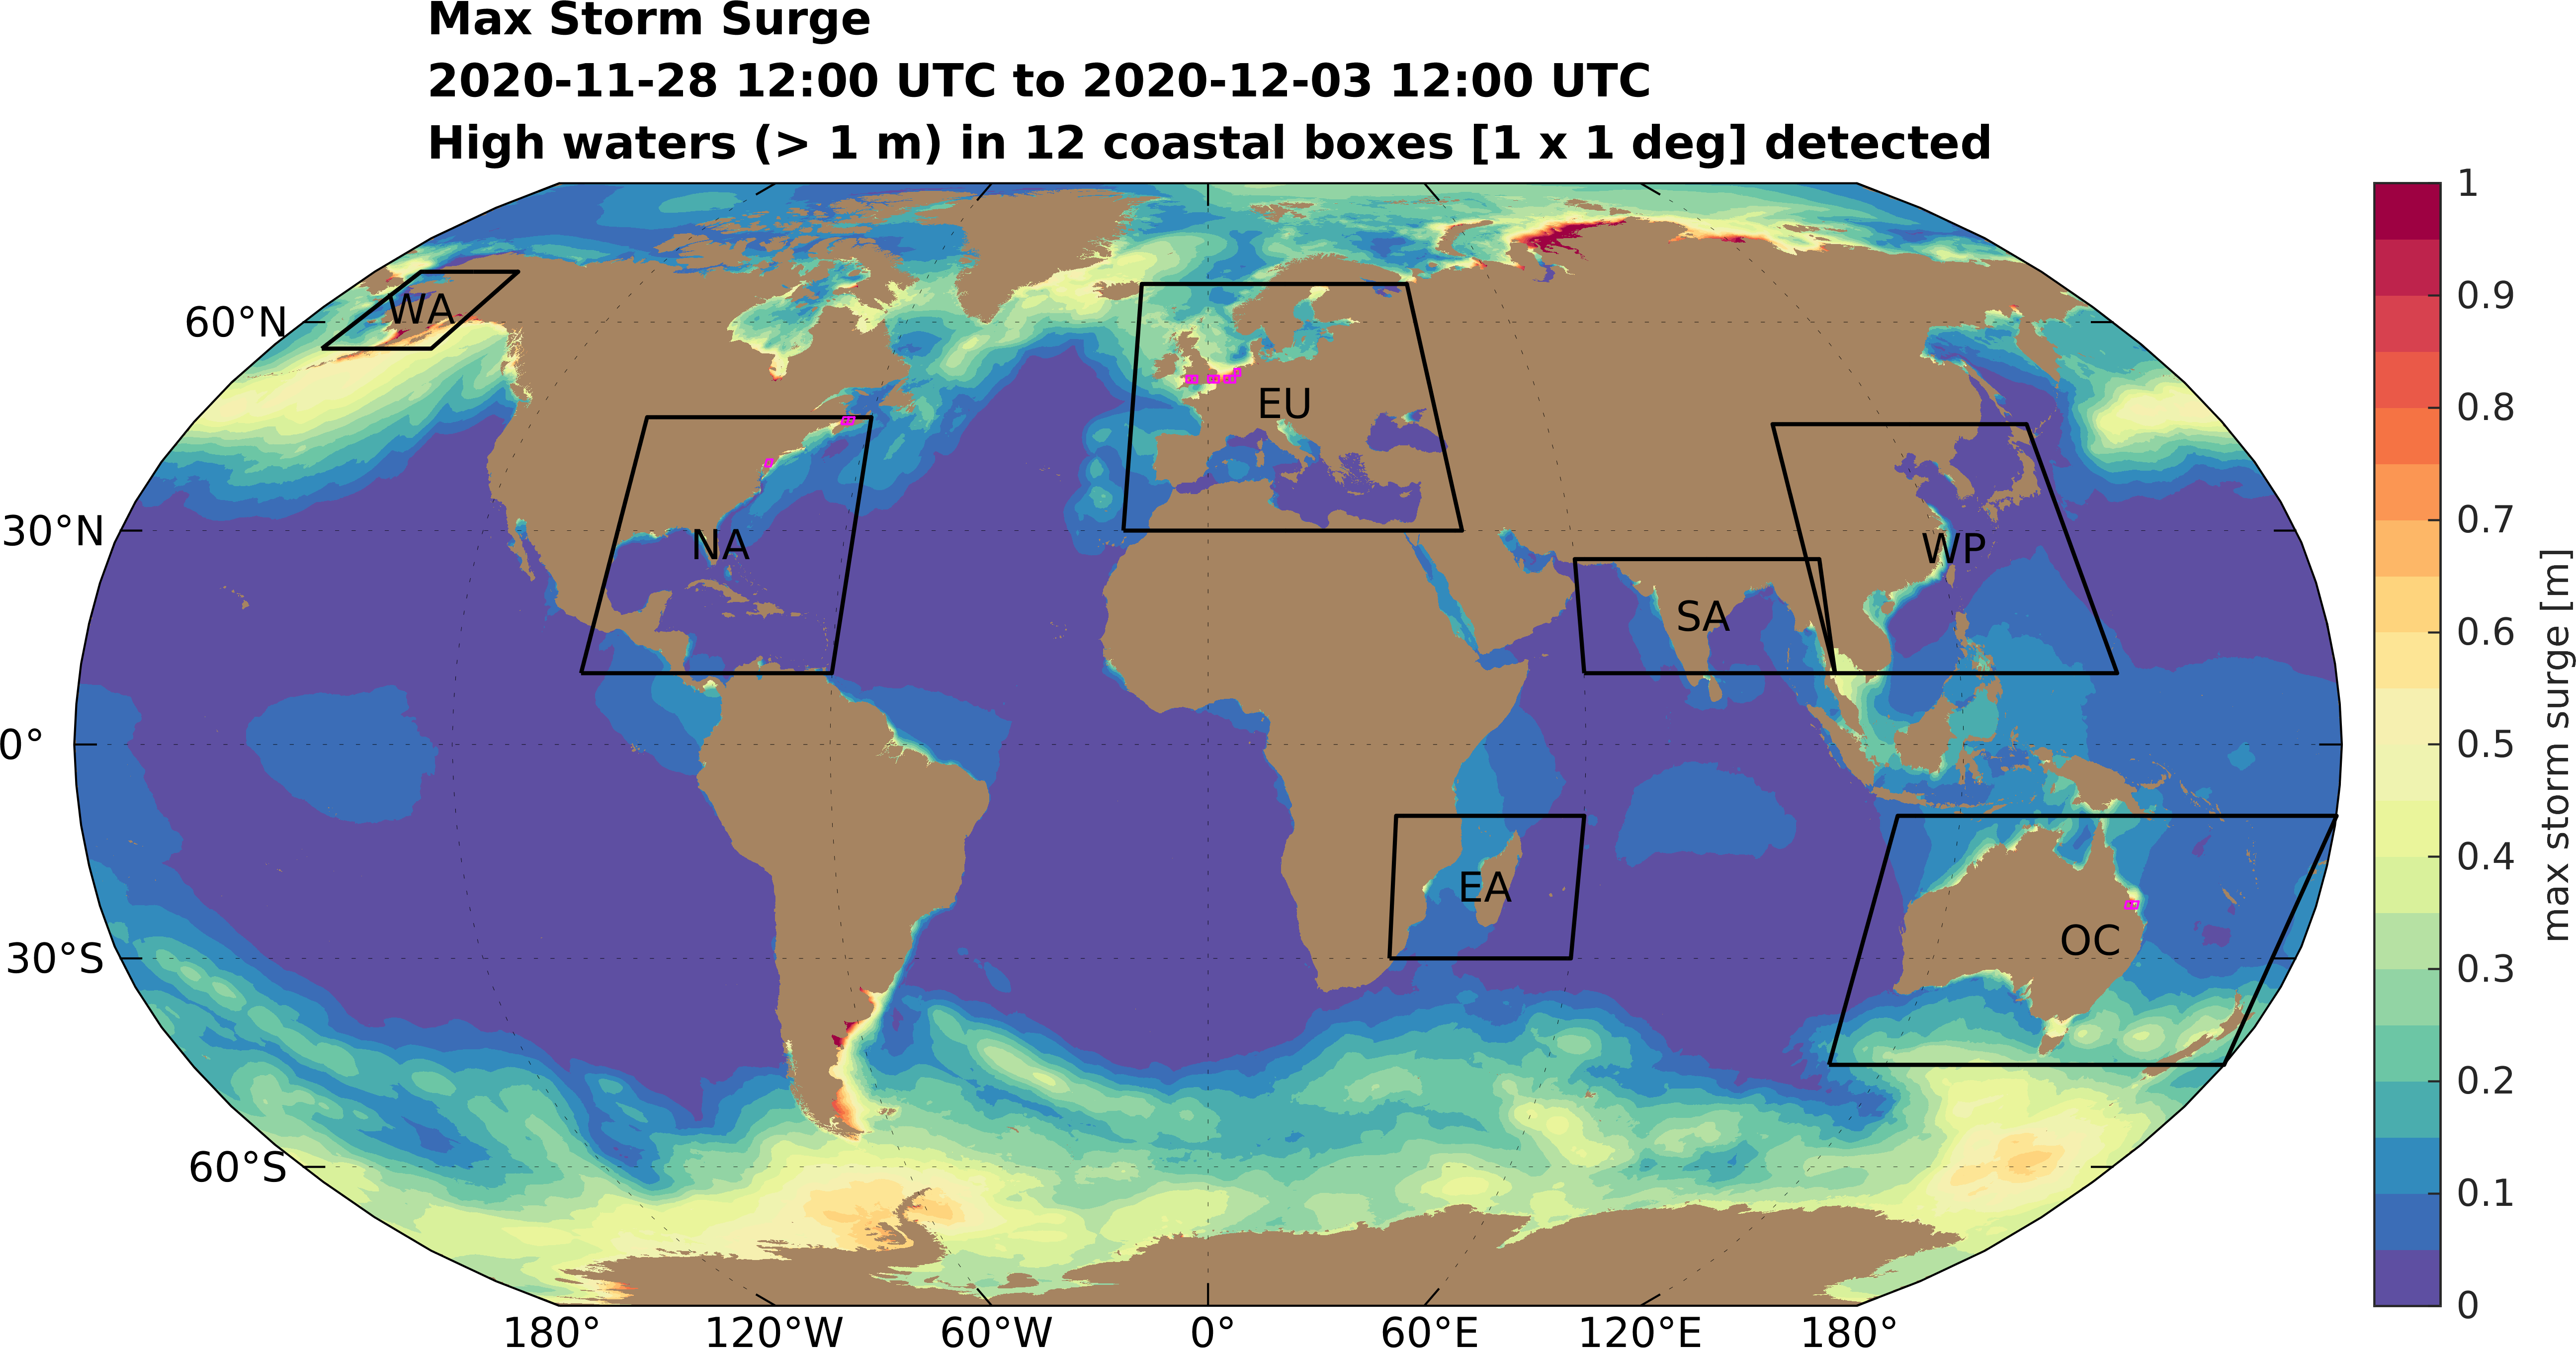 Max Storm Surge
2020-11-28 12:00 UTC to 2020-12-03 12:00 UTC
High waters (> 1 m) in 12 coastal boxes [1 x 1 deg] detected
60°N
30°N
0°
30°S
60°S
WA
NA
EU
WP
SA
EA
OC
180°
120°W
60°W
0°
60°E
120°E
180°
1
0.9
0.8
0.7
0.6
0.5
0.4
0.3
0.2
0.1
0
max storm surge [m]